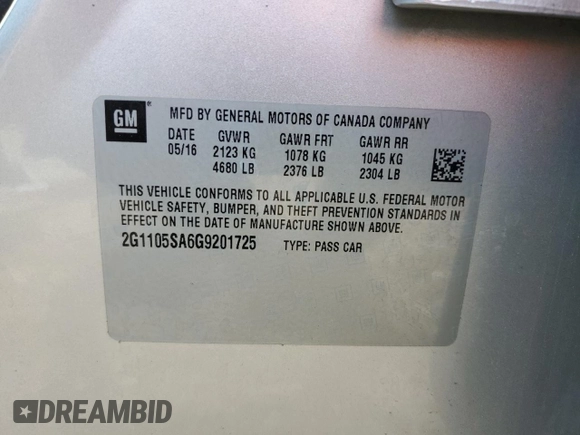 GM ® MFD BY GENERAL MOTORS OF CANADA COMPANY
DATE GVWR GAWR FRT GAWR RR
05/16 2123 KG 1078 KG 1045 KG
4680 LB 2376 LB 2304 LB
THIS VEHICLE CONFORMS TO ALL APPLICABLE U.S. FEDERAL MOTOR
VEHICLE SAFETY, BUMPER, AND THEFT PREVENTION STANDARDS IN
EFFECT ON THE DATE OF MANUFACTURE SHOWN ABOVE.
2G1105SA6G9201725 TYPE: PASS CAR
DREAMBID